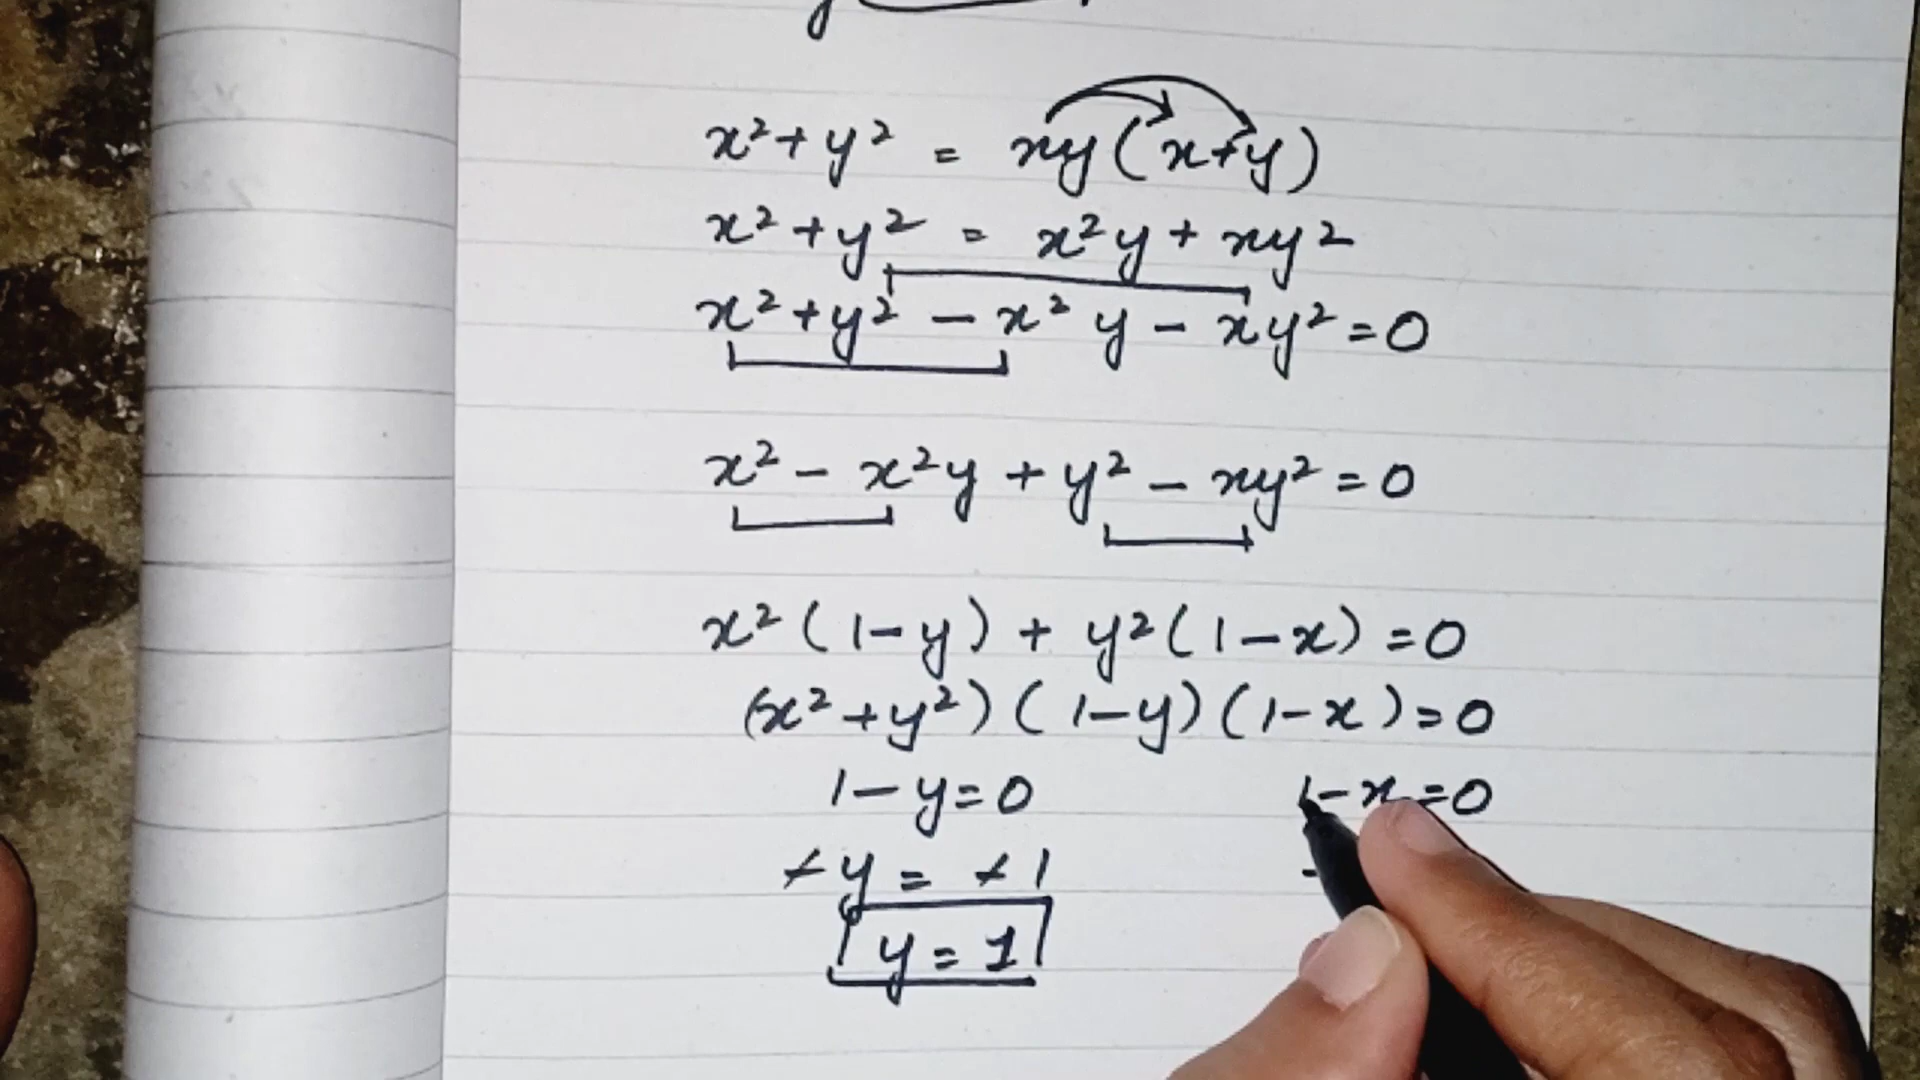 x² + y² = xy(x+y)
x² + y² = x²y + xy²
x² + y² - x²y - xy² = 0
x² - x²y + y² - xy² = 0
x²(1-y) + y²(1-x) = 0
(x² + y²)(1-y)(1-x) = 0
1-y=0 1-x=0
-y = -1
y = 1